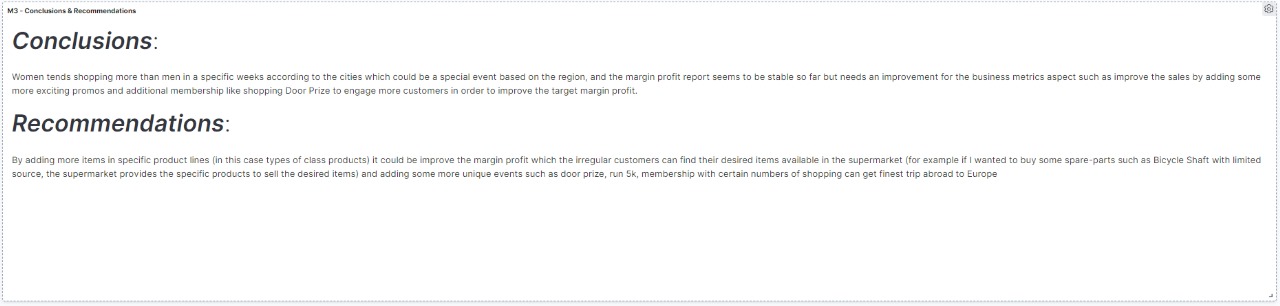 M3 - Conclusions & Recommendations
Conclusions:
Women tends shopping more than men in a specific weeks according to the cities which could be a special event based on the region, and the margin profit report seems to be stable so far but needs an improvement for the business metrics aspect such as improve the sales by adding some
more exciting promos and additional membership like shopping Door Prize to engage more customers in order to improve the target margin profit.
Recommendations:
By adding more items in specific product lines (in this case types of class products) it could be improve the margin profit which the irregular customers can find their desired items available in the supermarket (for example if I wanted to buy some spare-parts such as Bicycle Shaft with limited
source, the supermarket provides the specific products to sell the desired items) and adding some more unique events such as door prize, run 5k, membership with certain numbers of shopping can get finest trip abroad to Europe